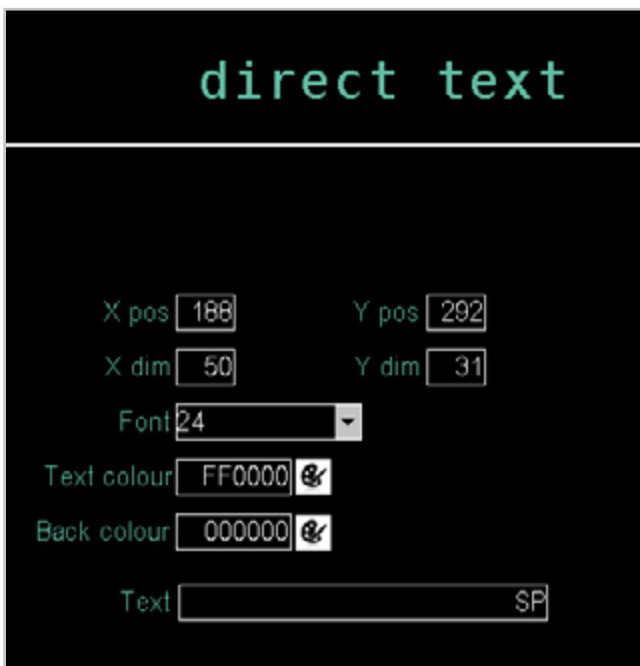 direct text
X pos 188 Y pos 292
X dim 50 Y dim 31
Font 24
Text colour FF0000
Back colour 000000
Text SP